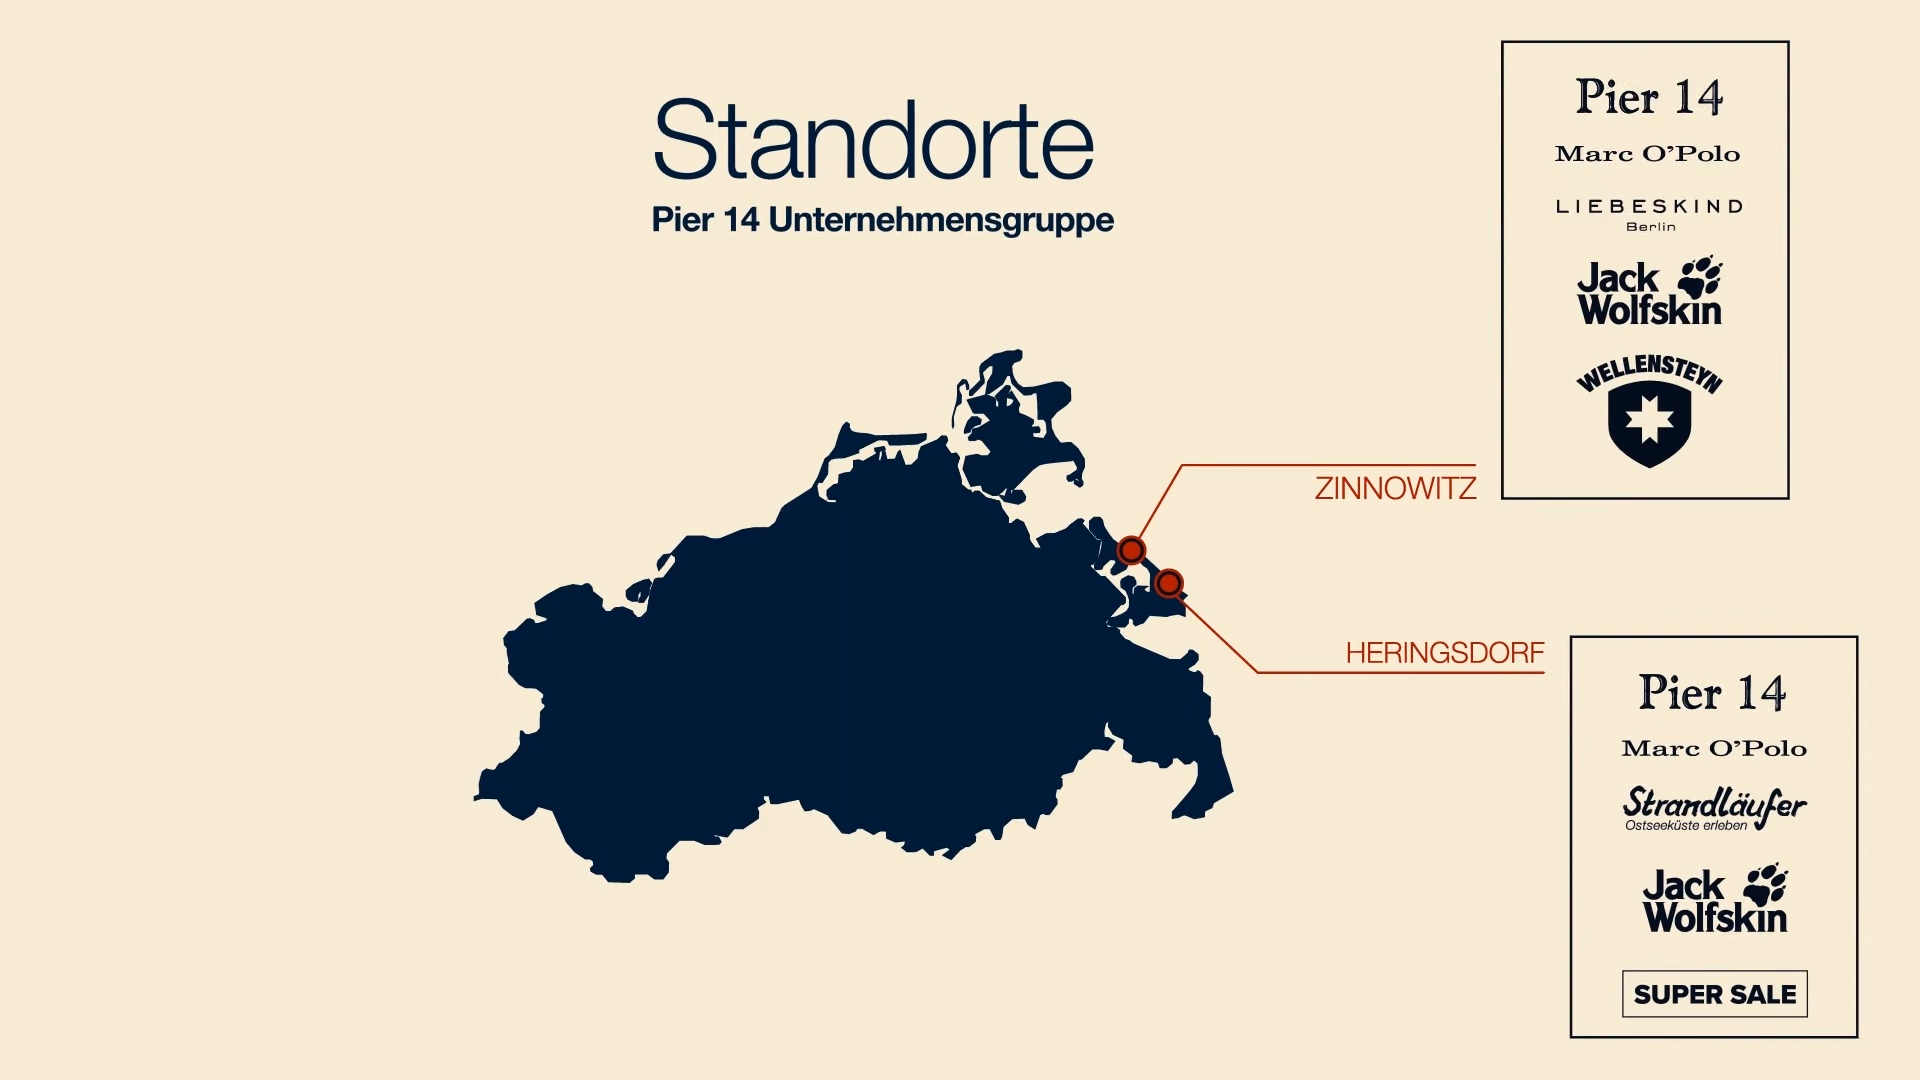 Standorte
Pier 14 Unternehmensgruppe
Pier 14
Marc O'Polo
LIEBESKIND
Berlin
Jack
Wolfskin
WELLENSTEYN
ZINNOWITZ
HERINGSDORF
Pier 14
Marc O'Polo
Strandläufer
Ostseeküste erleben
Jack
Wolfskin
SUPER SALE